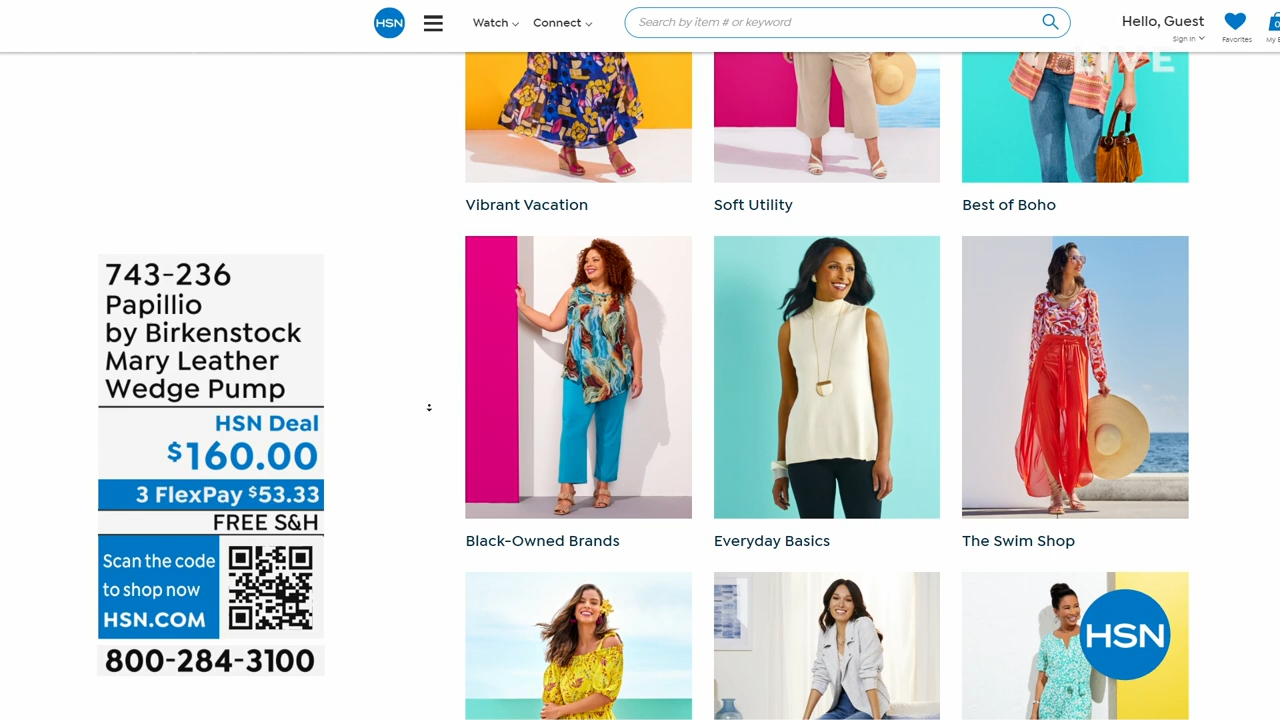 HSN
Watch
Connect
Search by item # or keyword
Hello, Guest
Sign In
Favorites
0
My
LIVE
Vibrant Vacation
Soft Utility
Best of Boho
743-236
Papillio
by Birkenstock
Mary Leather
Wedge Pump
HSN Deal
$160.00
3 FlexPay $53.33
FREE S&H
Scan the code
to shop now
HSN.COM
800-284-3100
Black-Owned Brands
Everyday Basics
The Swim Shop
HSN